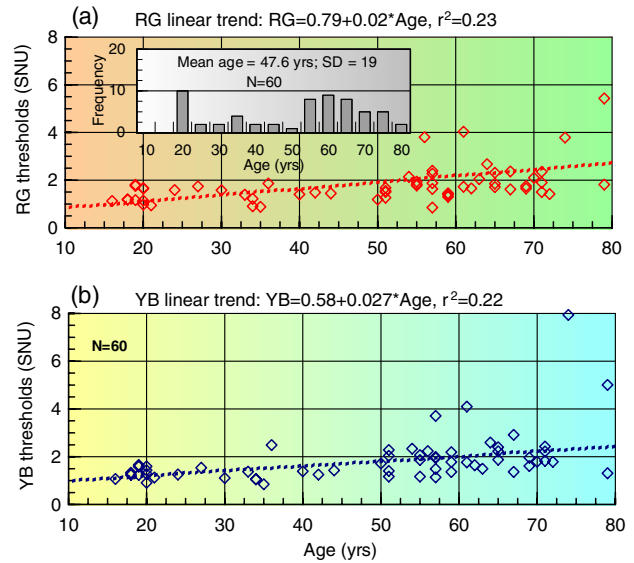 (a) RG linear trend: RG=0.79+0.02*Age, r²=0.23
RG thresholds (SNU)
8
6
4
2
0
10 20 30 40 50 60 70 80
Frequency
20
10
0
Mean age = 47.6 yrs; SD = 19
N=60
10 20 30 40 50 60 70 80
Age (yrs)
(b) YB linear trend: YB=0.58+0.027*Age, r²=0.22
YB thresholds (SNU)
8
6
4
2
0
N=60
10 20 30 40 50 60 70 80
Age (yrs)